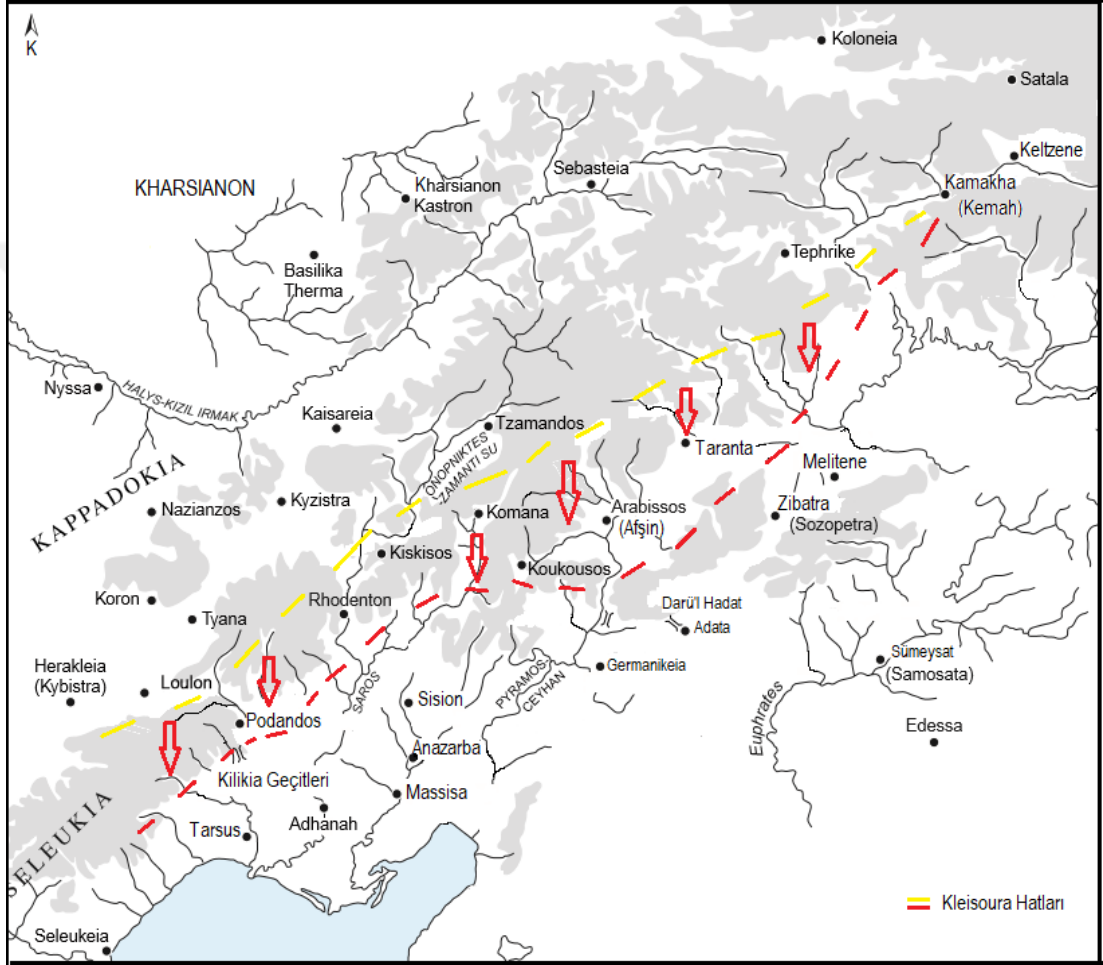 K
Koloneia
Satala
Keltzene
Sebasteia
KHARSIANON
Kharsianon
Kastron
Kamakha
(Kemah)
Basilika
Therma
Tephrike
Nyssa
HALYS-KIZIL IRMAK
Kaisareia
Tzamandos
ONOPNIKTES
ZAMANTI SU
Taranta
Melitene
KAPPADOKIA
Nazianzos
Kyzistra
Komana
Arabissos
(Afşin)
Zibatra
(Sozopetra)
Kiskisos
Koukousos
Koron
Tyana
Rhodenton
Darü'l Hadat
Adata
Herakleia
(Kybistra)
Loulon
Germanikeia
Sümeysat
(Samosata)
SAROS
Sision
PYRAMOS
CEYHAN
Podandos
Euphrates
Edessa
Anazarba
Kilikia Geçitleri
Massisa
SELEUKIA
Tarsus
Adhanah
Kleisoura Hatları
Seleukeia